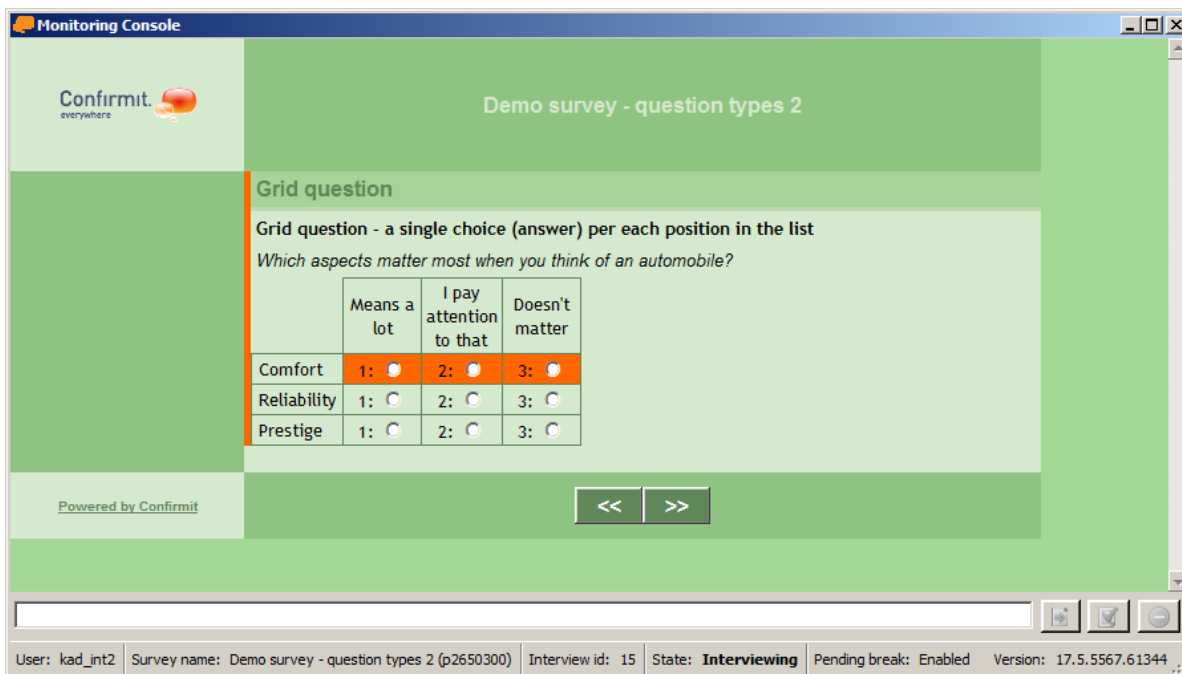 Monitoring Console
Confirmit.
everywhere
Demo survey - question types 2
Grid question
Grid question - a single choice (answer) per each position in the list
Which aspects matter most when you think of an automobile?
Means a lot
I pay attention to that
Doesn't matter
Comfort 1: 2: 3:
Reliability 1: 2: 3:
Prestige 1: 2: 3:
Powered by Confirmit
<< >>
User: kad_int2 Survey name: Demo survey - question types 2 (p2650300) Interview id: 15 State: Interviewing Pending break: Enabled Version: 17.5.5567.61344